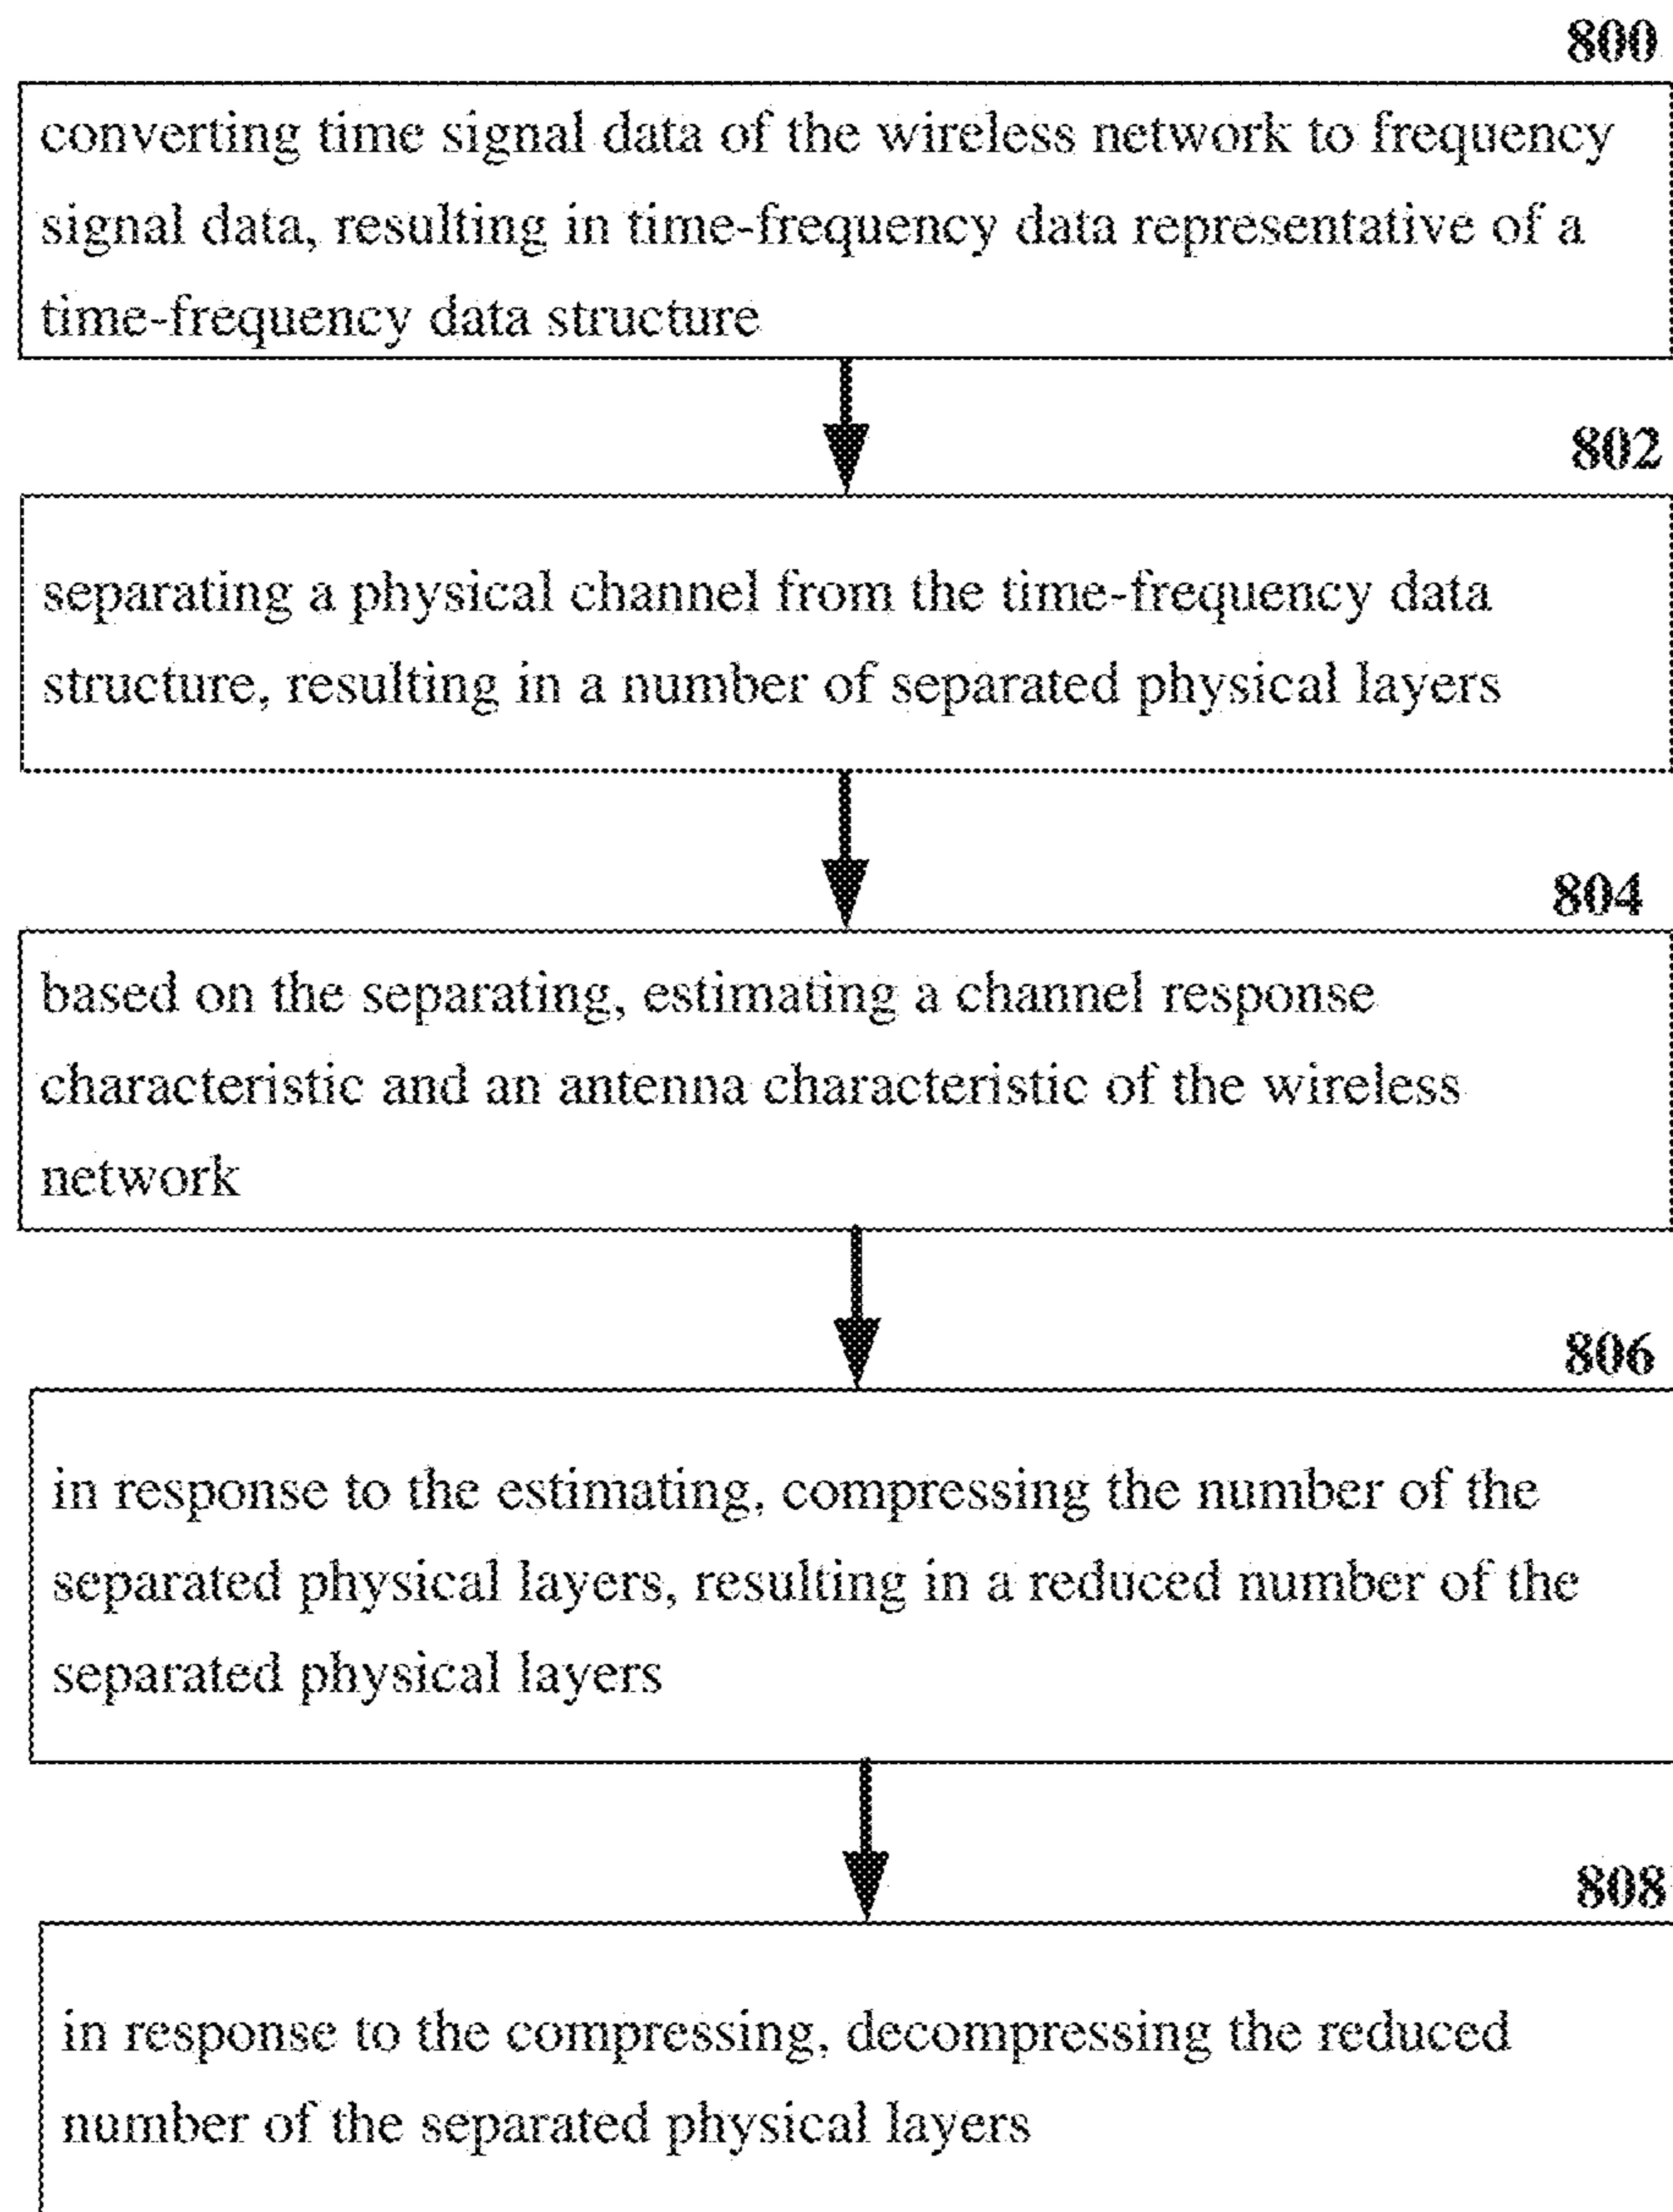 800
converting time signal data of the wireless network to frequency
signal data, resulting in time-frequency data representative of a
time-frequency data structure
802
separating a physical channel from the time-frequency data
structure, resulting in a number of separated physical layers
804
based on the separating, estimating a channel response
characteristic and an antenna characteristic of the wireless
network
806
in response to the estimating, compressing the number of the
separated physical layers, resulting in a reduced number of the
separated physical layers
808
in response to the compressing, decompressing the reduced
number of the separated physical layers